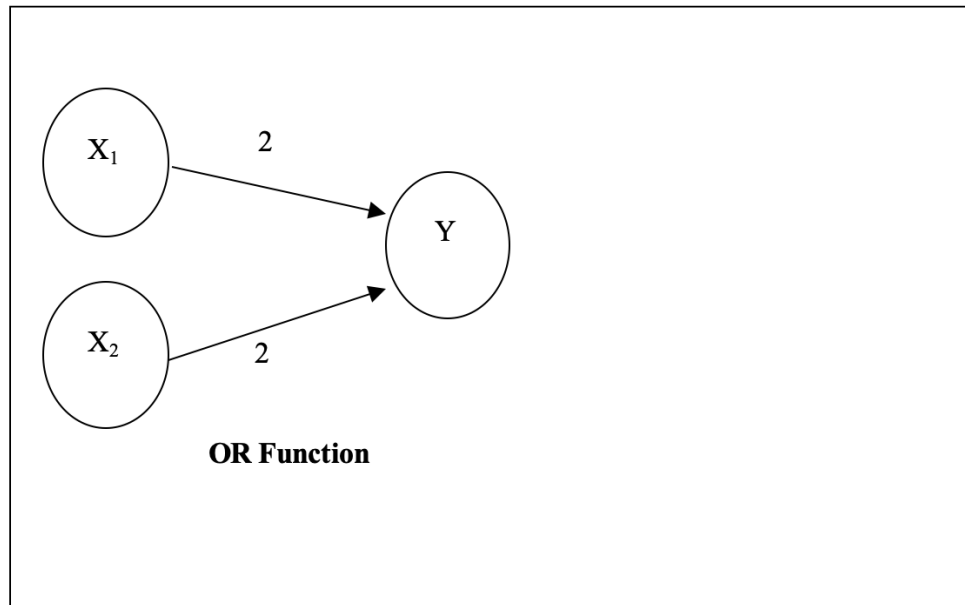 X₁
2
Y
X₂
2
OR Function